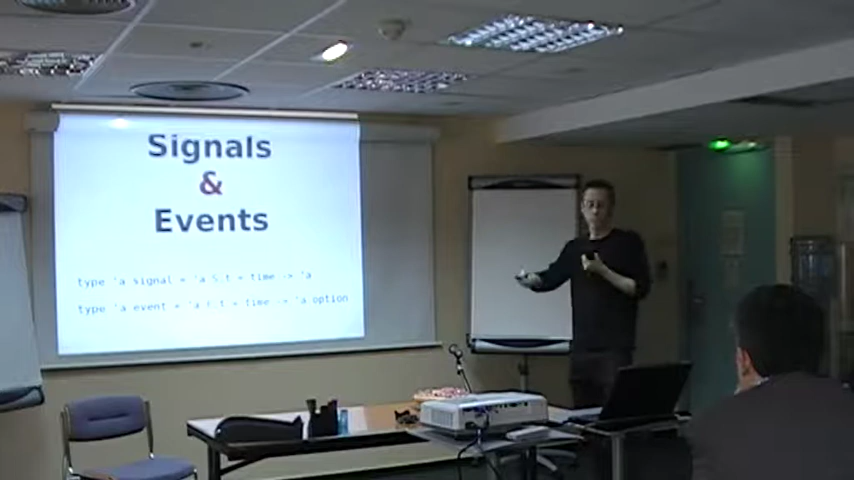 Signals
&
Events
type 'a signal = 'a S.t = time -> 'a
type 'a event = 'a E.t = time -> 'a option